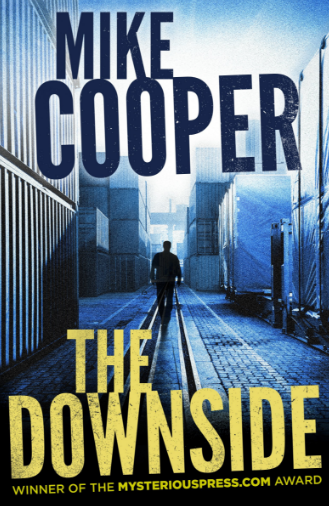 MIKE
COOPER
THE
DOWNSIDE
WINNER OF THE MYSTERIOUSPRESS.COM AWARD